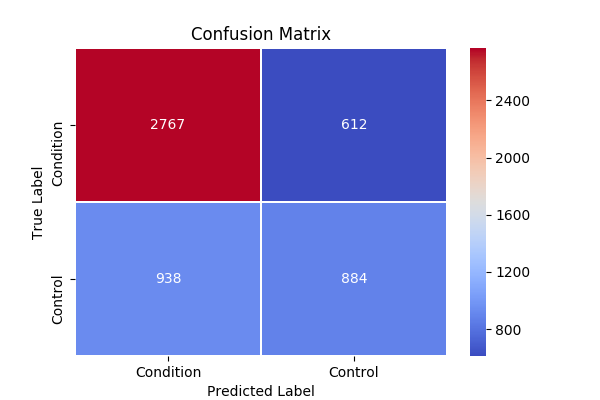 Confusion Matrix
2767 612
938 884
True Label
Condition
Control
Condition Control
Predicted Label
2400
2000
1600
1200
800